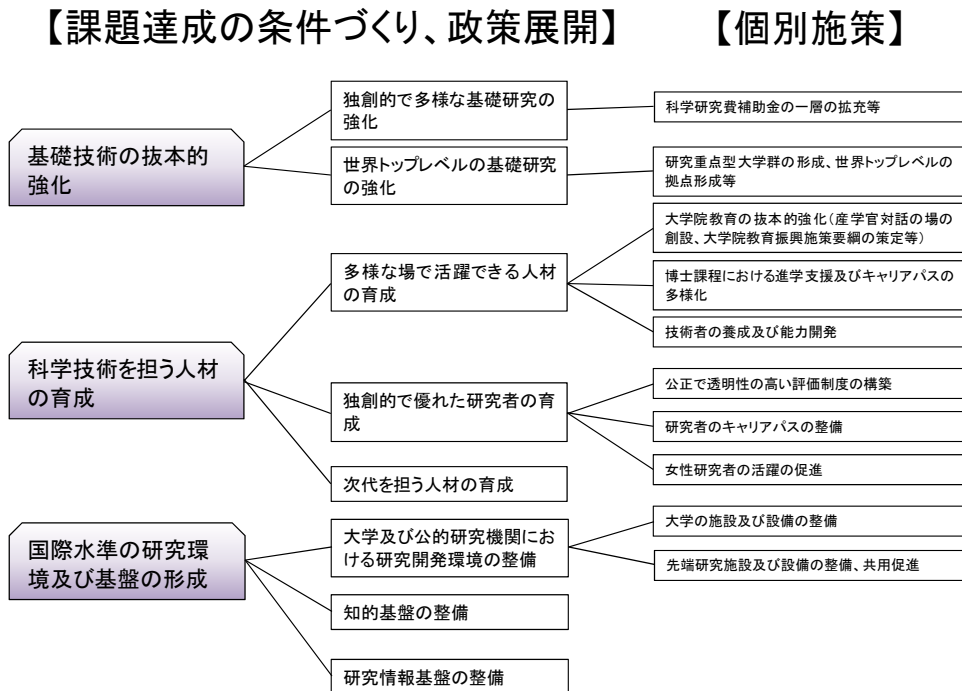 【課題達成の条件づくり、政策展開】
【個別施策】
基礎技術の抜本的
強化
独創的で多様な基礎研究の
強化
科学研究費補助金の一層の拡充等
世界トップレベルの基礎研究
の強化
研究重点型大学群の形成、世界トップレベルの
拠点形成等
科学技術を担う人材
の育成
多様な場で活躍できる人材
の育成
大学院教育の抜本的強化(産学官対話の場の
創設、大学院教育振興施策要綱の策定等)
博士課程における進学支援及びキャリアパスの
多様化
技術者の養成及び能力開発
独創的で優れた研究者の育
成
公正で透明性の高い評価制度の構築
研究者のキャリアパスの整備
女性研究者の活躍の促進
次代を担う人材の育成
国際水準の研究環
境及び基盤の形成
大学及び公的研究機関にお
ける研究開発環境の整備
大学の施設及び設備の整備
先端研究施設及び設備の整備、共用促進
知的基盤の整備
研究情報基盤の整備